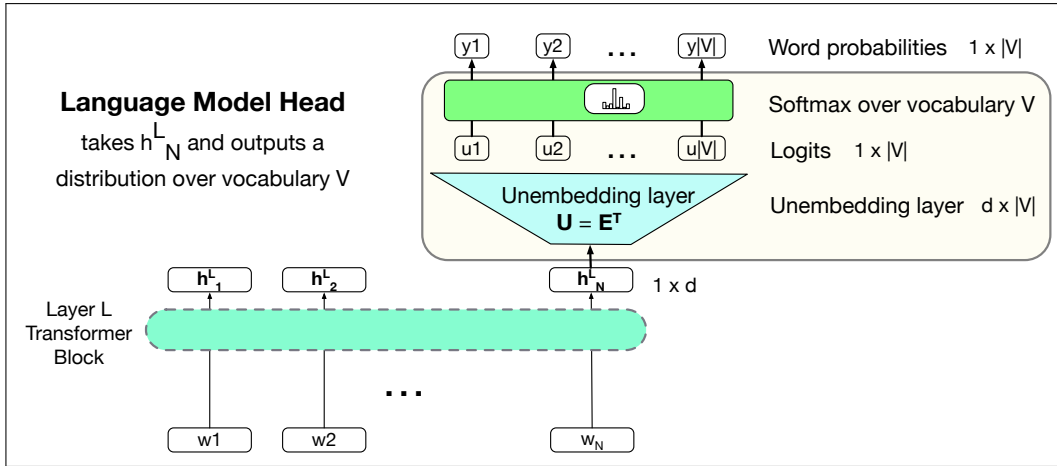 y1 y2 ... y|V| Word probabilities 1 x |V|
Language Model Head
takes h^L_N and outputs a
distribution over vocabulary V
Softmax over vocabulary V
u1 u2 ... u|V| Logits 1 x |V|
Unembedding layer
U = E^T
Unembedding layer d x |V|
h^L_1 h^L_2 h^L_N 1 x d
Layer L
Transformer
Block
...
w1 w2 w_N